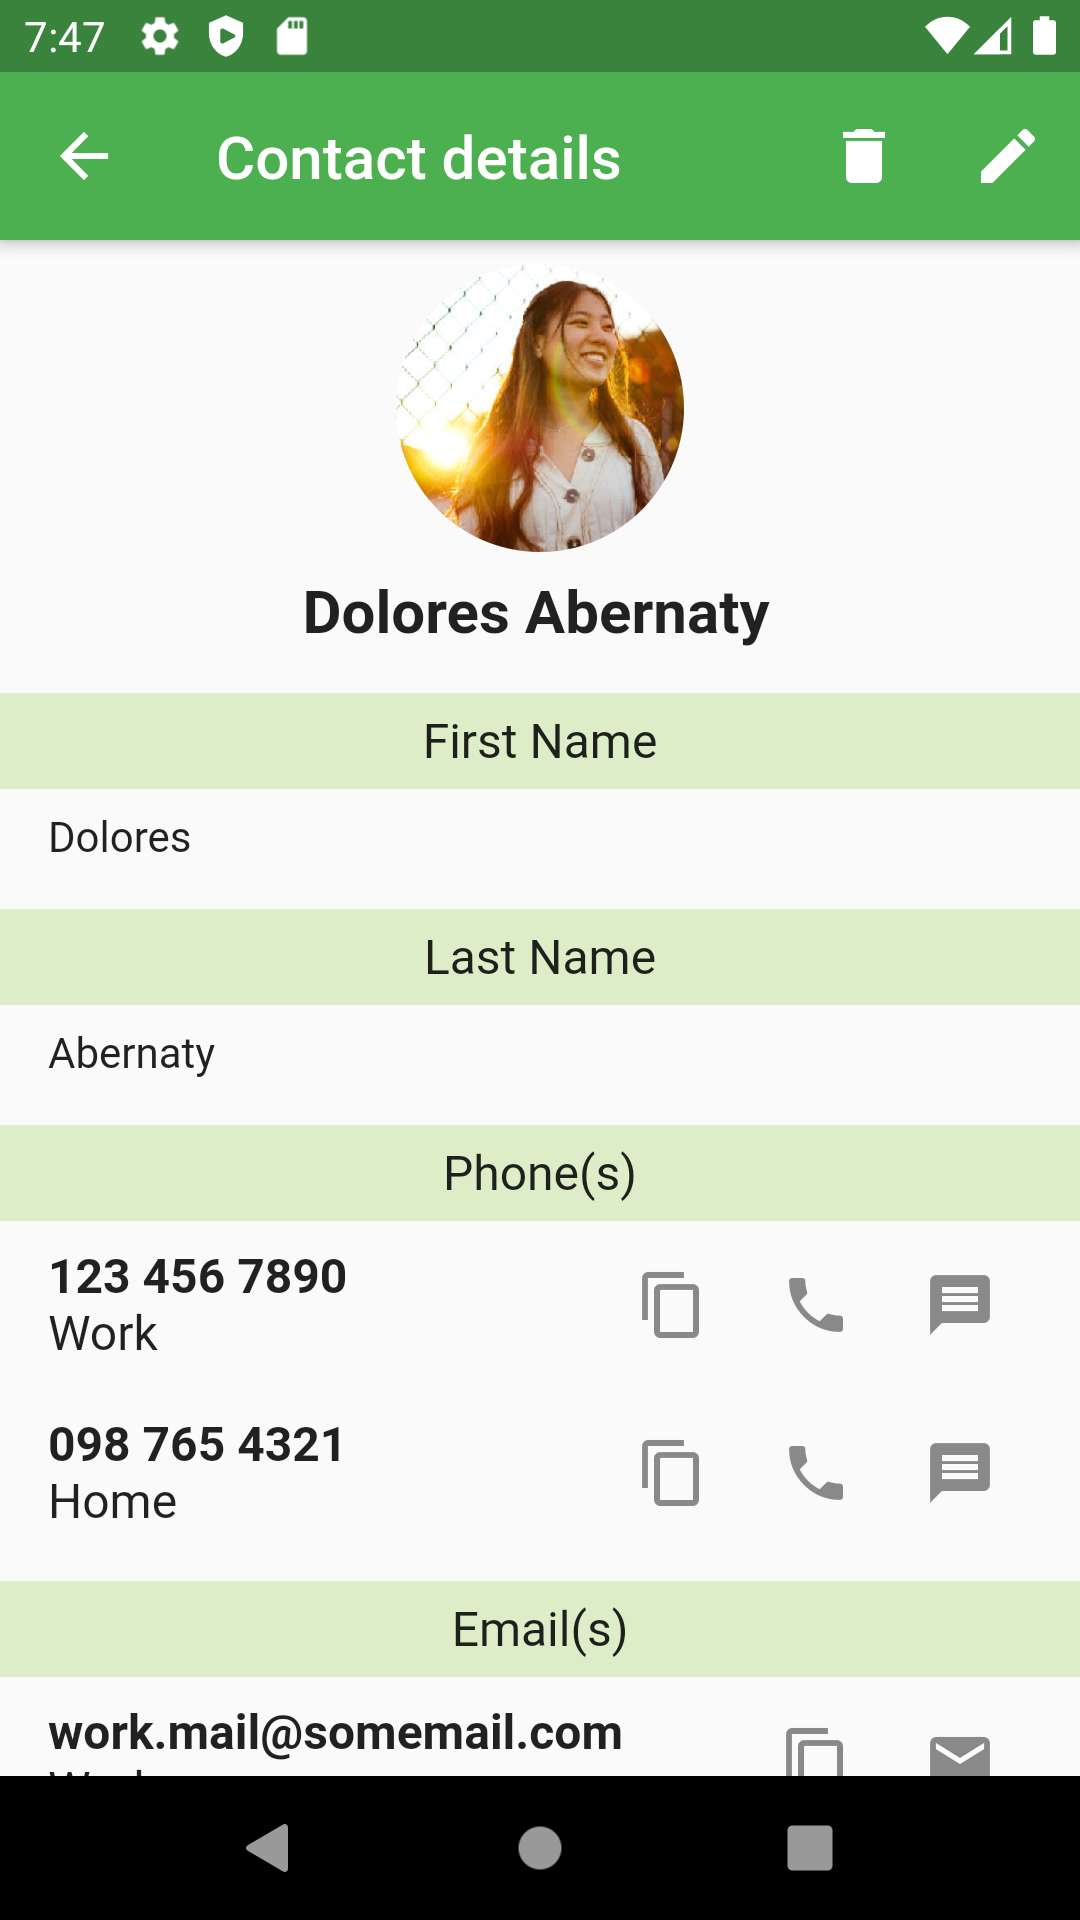 7:47
Contact details
Dolores Abernaty
First Name
Dolores
Last Name
Abernaty
Phone(s)
123 456 7890
Work
098 765 4321
Home
Email(s)
work.mail@somemail.com